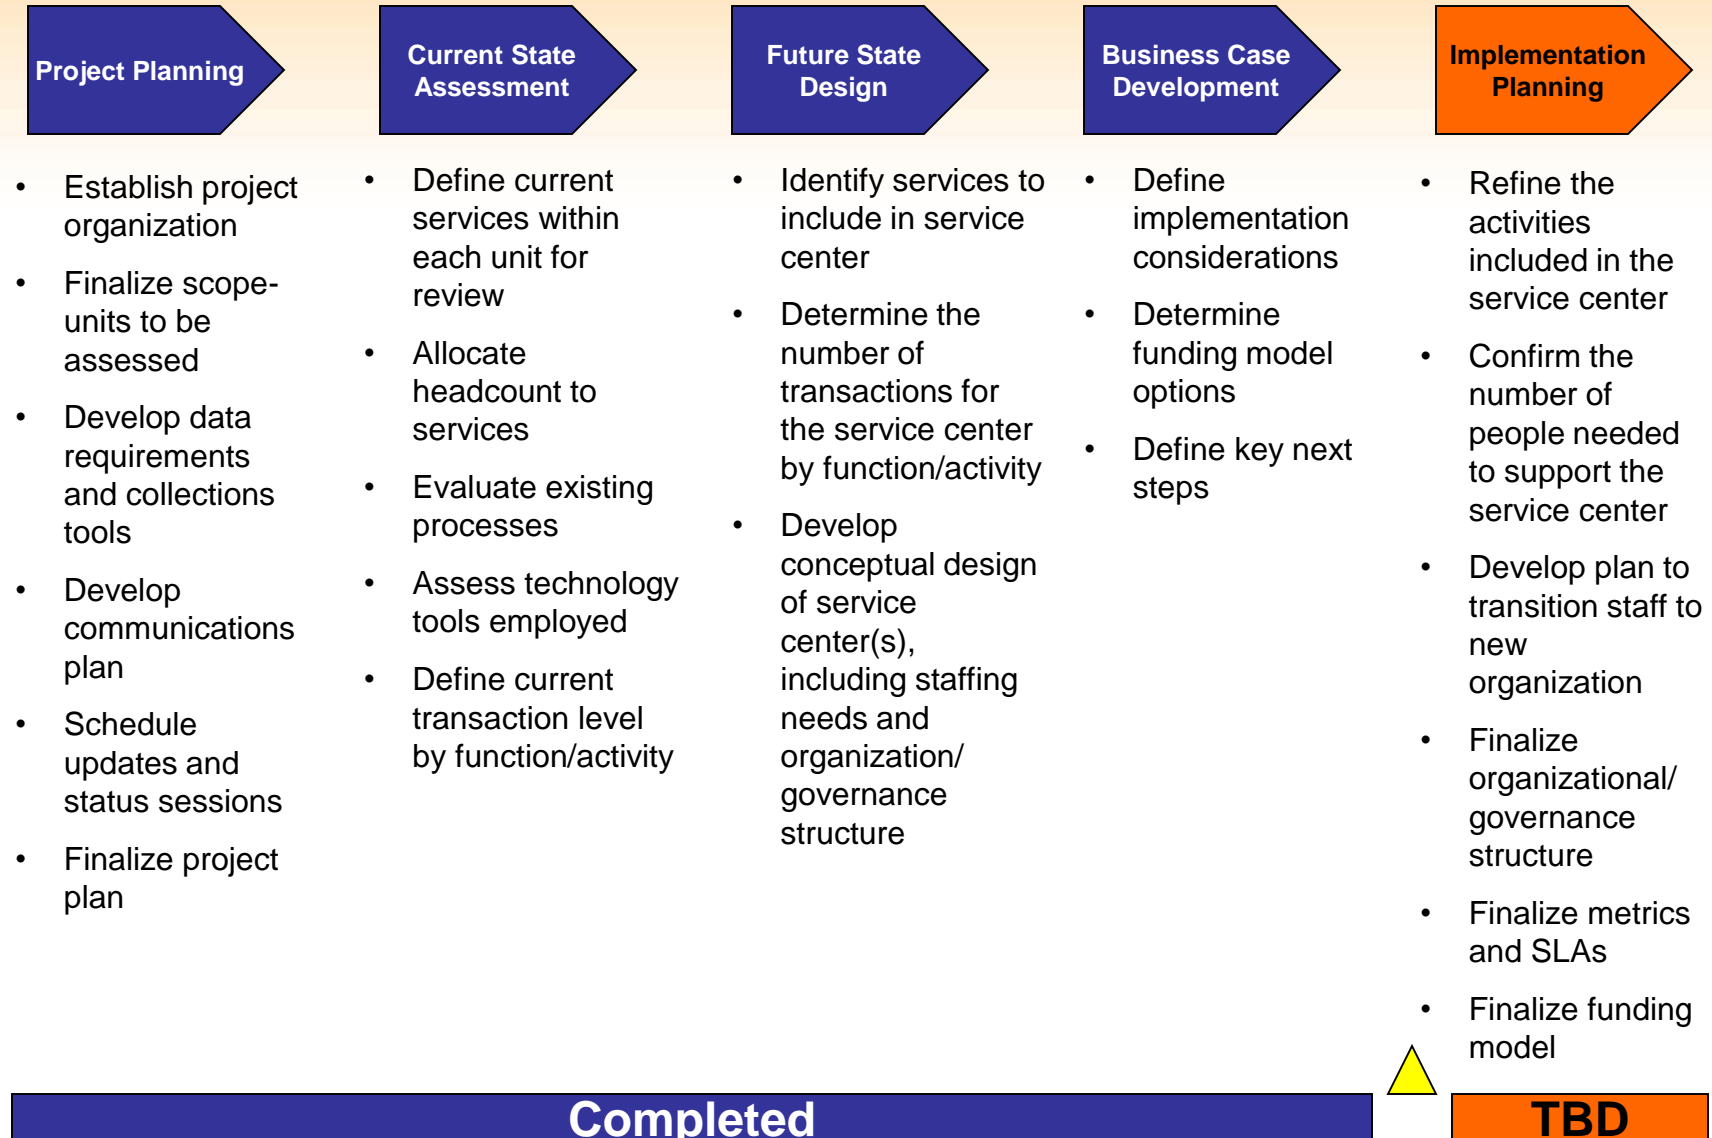 Project Planning
Current State
Assessment
Future State
Design
Business Case
Development
Implementation
Planning
• Establish project
organization
• Finalize scope-
units to be
assessed
• Develop data
requirements
and collections
tools
• Develop
communications
plan
• Schedule
updates and
status sessions
• Finalize project
plan
• Define current
services within
each unit for
review
• Allocate
headcount to
services
• Evaluate existing
processes
• Assess technology
tools employed
• Define current
transaction level
by function/activity
• Identify services to
include in service
center
• Determine the
number of
transactions for
the service center
by function/activity
• Develop
conceptual design
of service
center(s),
including staffing
needs and
organization/
governance
structure
• Define
implementation
considerations
• Determine
funding model
options
• Define key next
steps
• Refine the
activities
included in the
service center
• Confirm the
number of
people needed
to support the
service center
• Develop plan to
transition staff to
new
organization
• Finalize
organizational/
governance
structure
• Finalize metrics
and SLAs
• Finalize funding
model
Completed
TBD